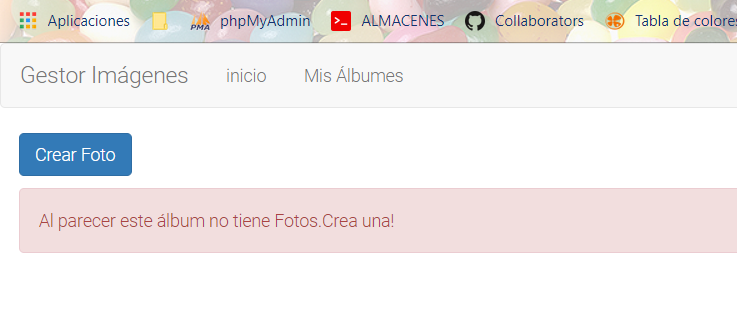 Aplicaciones PMA phpMyAdmin ALMACENES Collaborators Tabla de colores
Gestor Imágenes inicio Mis Álbumes
Crear Foto
Al parecer este álbum no tiene Fotos.Crea una!